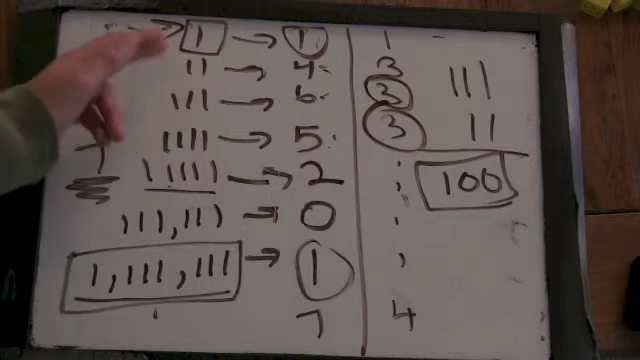 1 → 1 1
11 → 4 2 111
111 → 6 2 11
1111 → 5 3
11111 → 2 100
111,111 → 0
1,111,111 → 1
7 4